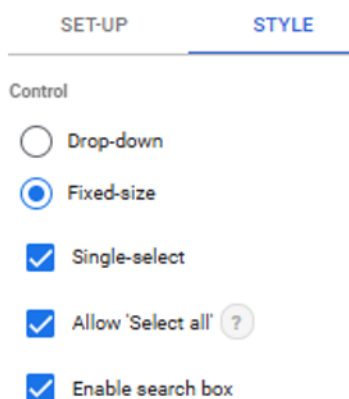 SET-UP STYLE
Control
Drop-down
Fixed-size
Single-select
Allow 'Select all' ?
Enable search box